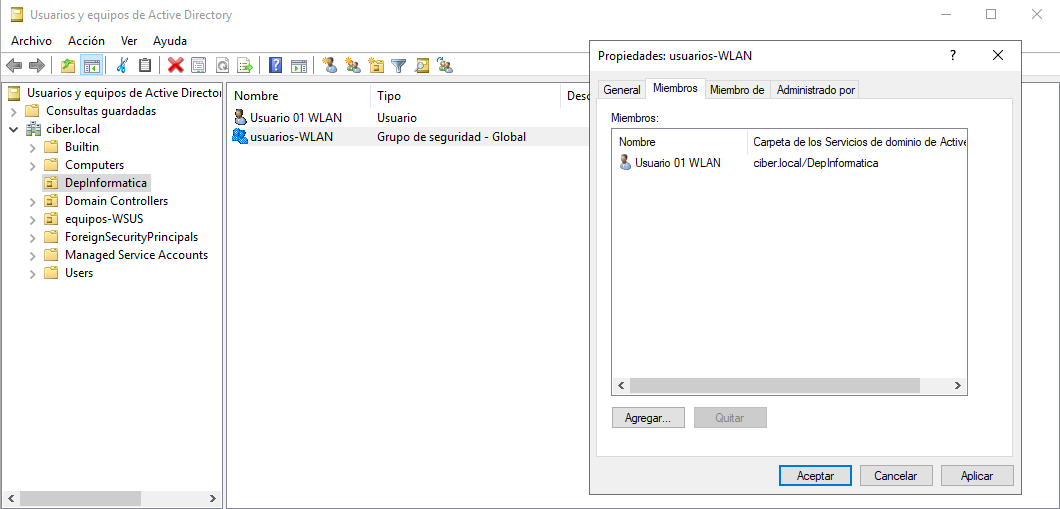 Usuarios y equipos de Active Directory
Archivo Acción Ver Ayuda
Usuarios y equipos de Active Director
Consultas guardadas
ciber.local
Builtin
Computers
DepInformatica
Domain Controllers
equipos-WSUS
ForeignSecurityPrincipals
Managed Service Accounts
Users
Nombre Tipo Desc
Usuario 01 WLAN Usuario
usuarios-WLAN Grupo de seguridad - Global
Propiedades: usuarios-WLAN ?
General Miembros Miembro de Administrado por
Miembros:
Nombre Carpeta de los Servicios de dominio de Active
Usuario 01 WLAN ciber.local/DepInformatica
Agregar... Quitar
Aceptar Cancelar Aplicar